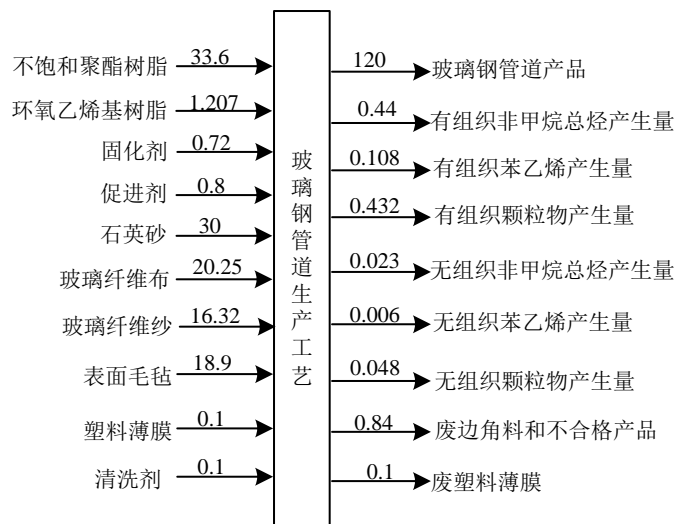 不饱和聚酯树脂 33.6
环氧乙烯基树脂 1.207
固化剂 0.72
促进剂 0.8
石英砂 30
玻璃纤维布 20.25
玻璃纤维纱 16.32
表面毛毡 18.9
塑料薄膜 0.1
清洗剂 0.1
玻璃钢管道生产工艺
120 玻璃钢管道产品
0.44 有组织非甲烷总烃产生量
0.108 有组织苯乙烯产生量
0.432 有组织颗粒物产生量
0.023 无组织非甲烷总烃产生量
0.006 无组织苯乙烯产生量
0.048 无组织颗粒物产生量
0.84 废边角料和不合格产品
0.1 废塑料薄膜